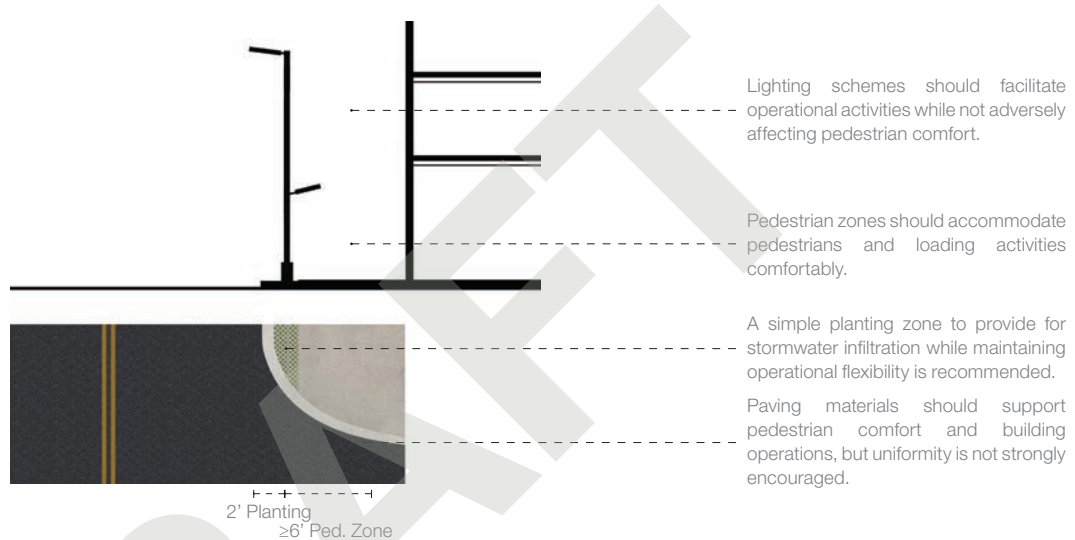 Lighting schemes should facilitate
operational activities while not adversely
affecting pedestrian comfort.
Pedestrian zones should accommodate
pedestrians and loading activities
comfortably.
A simple planting zone to provide for
stormwater infiltration while maintaining
operational flexibility is recommended.
Paving materials should support
pedestrian comfort and building
operations, but uniformity is not strongly
encouraged.
2' Planting
≥6' Ped. Zone
RAFT